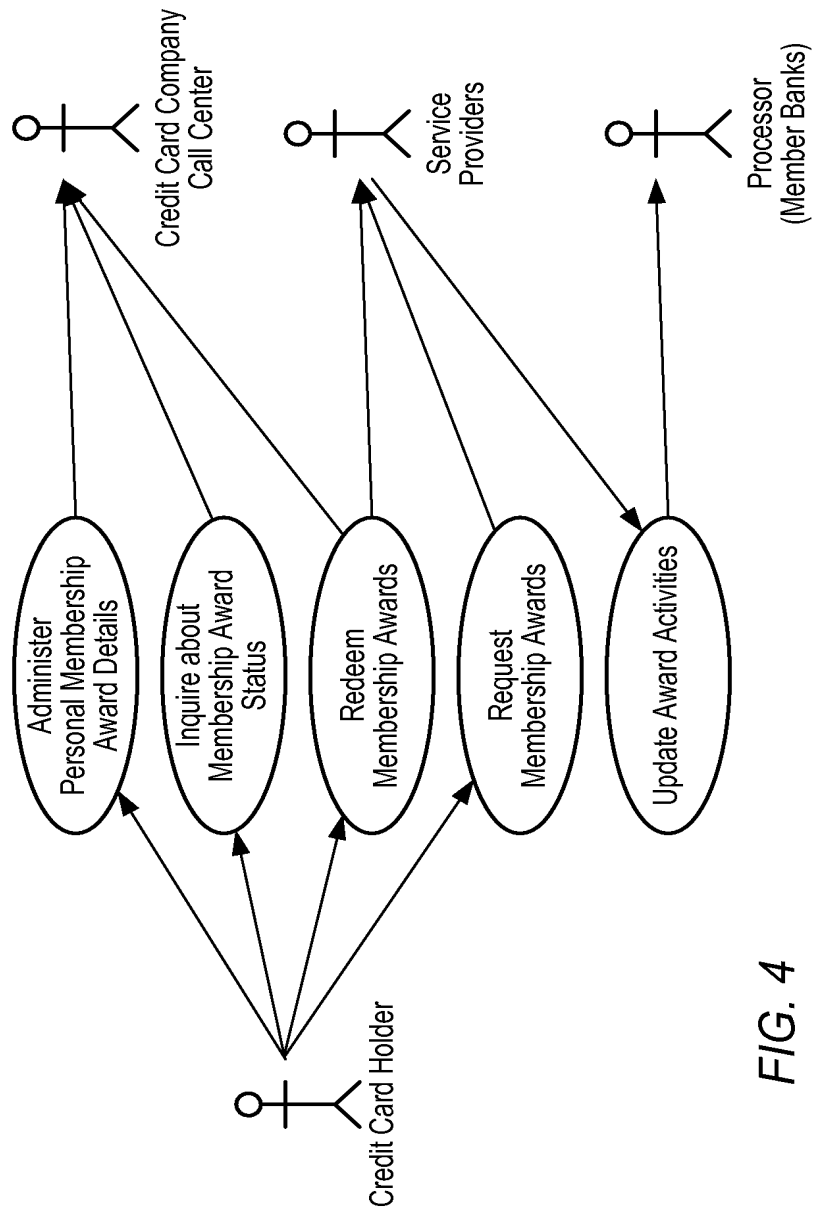 Credit Card Holder
Administer
Personal Membership
Award Details
Inquire about
Membership Award
Status
Redeem
Membership Awards
Request
Membership Awards
Update Award Activities
Credit Card Company
Call Center
Service
Providers
Processor
(Member Banks)
FIG. 4